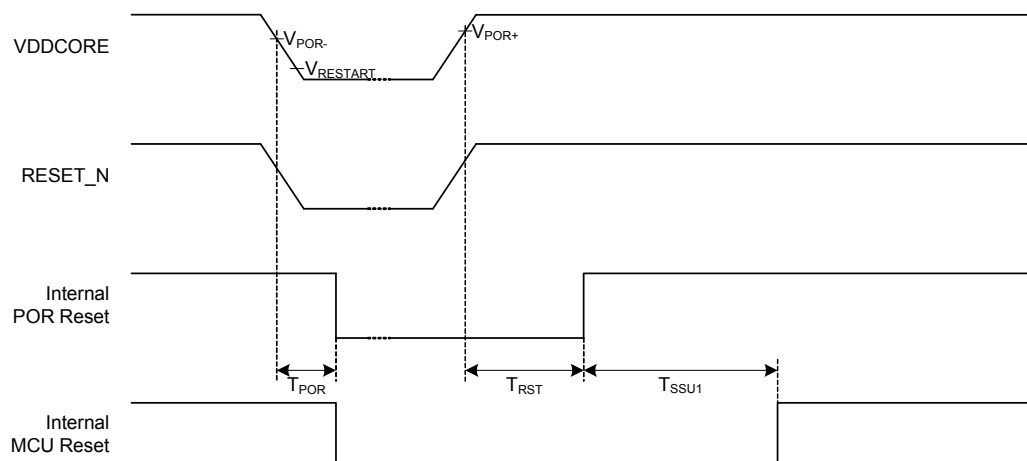 VDDCORE
VPOR-
VRESTART
VPOR+
RESET_N
Internal
POR Reset
TPOR
TRST
TSSU1
Internal
MCU Reset